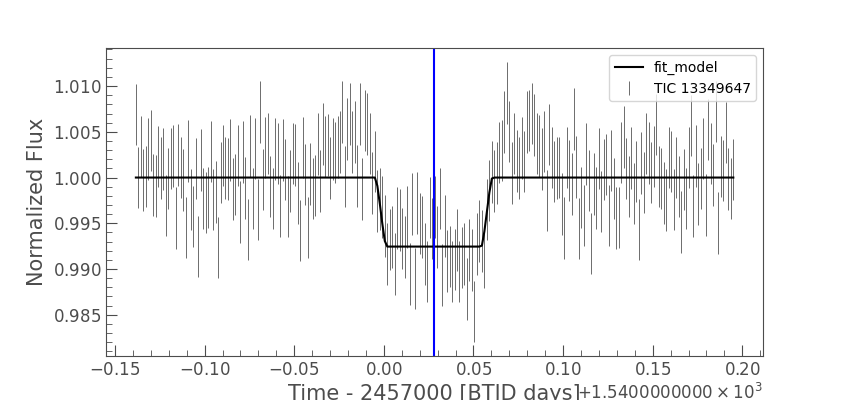 fit_model
TIC 13349647
1.010
1.005
1.000
0.995
0.990
0.985
Normalized Flux
−0.15 −0.10 −0.05 0.00 0.05 0.10 0.15 0.20
Time - 2457000 [BTJD days] +1.5400000000 × 10³